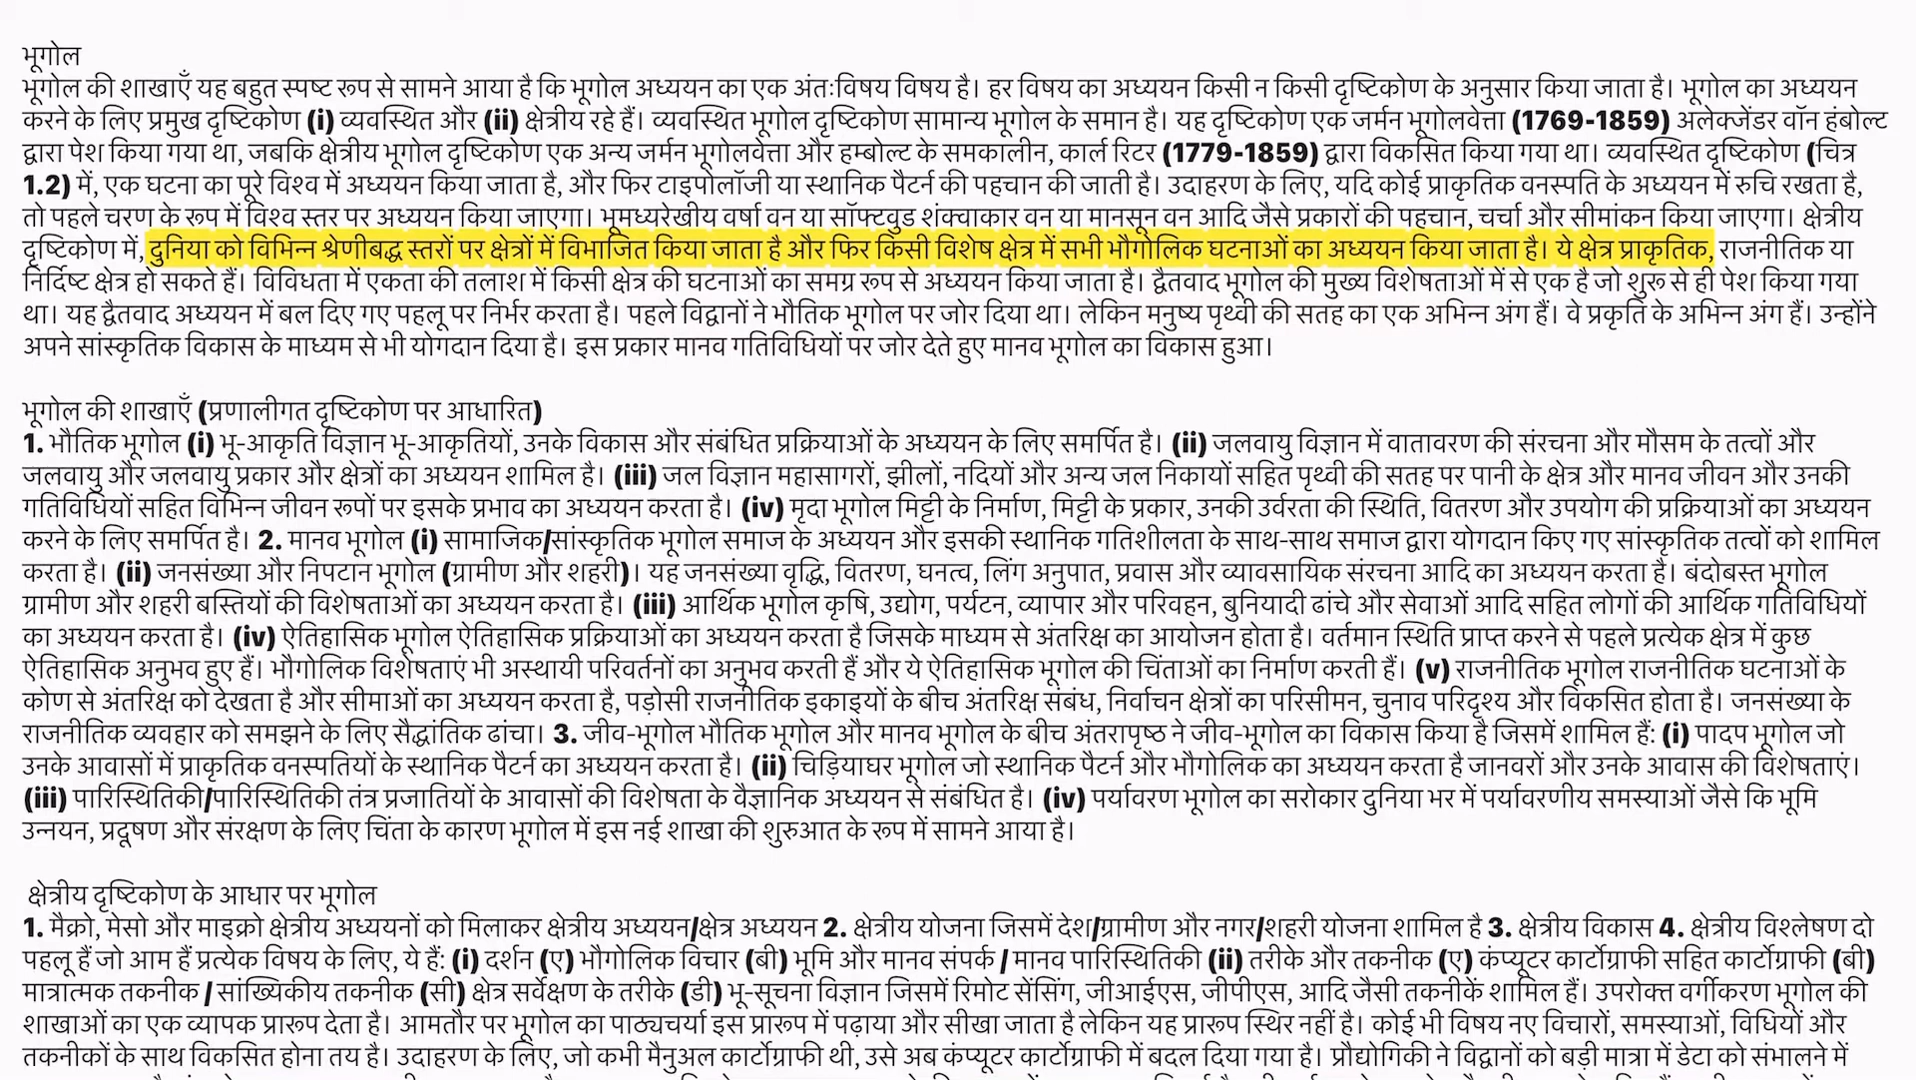 भूगोल
भूगोल की शाखाएँ यह बहुत स्पष्ट रूप से सामने आया है कि भूगोल अध्ययन का एक अंतःविषय विषय है। हर विषय का अध्ययन किसी न किसी दृष्टिकोण के अनुसार किया जाता है। भूगोल का अध्ययन
करने के लिए प्रमुख दृष्टिकोण (i) व्यवस्थित और (ii) क्षेत्रीय रहे हैं। व्यवस्थित भूगोल दृष्टिकोण सामान्य भूगोल के समान है। यह दृष्टिकोण एक जर्मन भूगोलवेत्ता (1769-1859) अलेक्जेंडर वॉन हंबोल्ट
द्वारा पेश किया गया था, जबकि क्षेत्रीय भूगोल दृष्टिकोण एक अन्य जर्मन भूगोलवेत्ता और हम्बोल्ट के समकालीन, कार्ल रिटर (1779-1859) द्वारा विकसित किया गया था। व्यवस्थित दृष्टिकोण (चित्र
1.2) में, एक घटना का पूरे विश्व में अध्ययन किया जाता है, और फिर टाइपोलॉजी या स्थानिक पैटर्न की पहचान की जाती है। उदाहरण के लिए, यदि कोई प्राकृतिक वनस्पति के अध्ययन में रुचि रखता है,
तो पहले चरण के रूप में विश्व स्तर पर अध्ययन किया जाएगा। भूमध्यरेखीय वर्षा वन या सॉफ्टवुड शंक्वाकार वन या मानसून वन आदि जैसे प्रकारों की पहचान, चर्चा और सीमांकन किया जाएगा। क्षेत्रीय
दृष्टिकोण में, दुनिया को विभिन्न श्रेणीबद्ध स्तरों पर क्षेत्रों में विभाजित किया जाता है और फिर किसी विशेष क्षेत्र में सभी भौगोलिक घटनाओं का अध्ययन किया जाता है। ये क्षेत्र प्राकृतिक, राजनीतिक या
निर्दिष्ट क्षेत्र हो सकते हैं। विविधता में एकता की तलाश में किसी क्षेत्र की घटनाओं का समग्र रूप से अध्ययन किया जाता है। द्वैतवाद भूगोल की मुख्य विशेषताओं में से एक है जो शुरू से ही पेश किया गया
था। यह द्वैतवाद अध्ययन में बल दिए गए पहलू पर निर्भर करता है। पहले विद्वानों ने भौतिक भूगोल पर जोर दिया था। लेकिन मनुष्य पृथ्वी की सतह का एक अभिन्न अंग हैं। वे प्रकृति के अभिन्न अंग हैं। उन्होंने
अपने सांस्कृतिक विकास के माध्यम से भी योगदान दिया है। इस प्रकार मानव गतिविधियों पर जोर देते हुए मानव भूगोल का विकास हुआ।
भूगोल की शाखाएँ (प्रणालीगत दृष्टिकोण पर आधारित)
1. भौतिक भूगोल (i) भू-आकृति विज्ञान भू-आकृतियों, उनके विकास और संबंधित प्रक्रियाओं के अध्ययन के लिए समर्पित है। (ii) जलवायु विज्ञान में वातावरण की संरचना और मौसम के तत्वों और
जलवायु और जलवायु प्रकार और क्षेत्रों का अध्ययन शामिल है। (iii) जल विज्ञान महासागरों, झीलों, नदियों और अन्य जल निकायों सहित पृथ्वी की सतह पर पानी के क्षेत्र और मानव जीवन और उनकी
गतिविधियों सहित विभिन्न जीवन रूपों पर इसके प्रभाव का अध्ययन करता है। (iv) मृदा भूगोल मिट्टी के निर्माण, मिट्टी के प्रकार, उनकी उर्वरता की स्थिति, वितरण और उपयोग की प्रक्रियाओं का अध्ययन
करने के लिए समर्पित है। 2. मानव भूगोल (i) सामाजिक/सांस्कृतिक भूगोल समाज के अध्ययन और इसकी स्थानिक गतिशीलता के साथ-साथ समाज द्वारा योगदान किए गए सांस्कृतिक तत्वों को शामिल
करता है। (ii) जनसंख्या और निपटान भूगोल (ग्रामीण और शहरी)। यह जनसंख्या वृद्धि, वितरण, घनत्व, लिंग अनुपात, प्रवास और व्यावसायिक संरचना आदि का अध्ययन करता है। बंदोबस्त भूगोल
ग्रामीण और शहरी बस्तियों की विशेषताओं का अध्ययन करता है। (iii) आर्थिक भूगोल कृषि, उद्योग, पर्यटन, व्यापार और परिवहन, बुनियादी ढांचे और सेवाओं आदि सहित लोगों की आर्थिक गतिविधियों
का अध्ययन करता है। (iv) ऐतिहासिक भूगोल ऐतिहासिक प्रक्रियाओं का अध्ययन करता है जिसके माध्यम से अंतरिक्ष का आयोजन होता है। वर्तमान स्थिति प्राप्त करने से पहले प्रत्येक क्षेत्र में कुछ
ऐतिहासिक अनुभव हुए हैं। भौगोलिक विशेषताएं भी अस्थायी परिवर्तनों का अनुभव करती हैं और ये ऐतिहासिक भूगोल की चिंताओं का निर्माण करती हैं। (v) राजनीतिक भूगोल राजनीतिक घटनाओं के
कोण से अंतरिक्ष को देखता है और सीमाओं का अध्ययन करता है, पड़ोसी राजनीतिक इकाइयों के बीच अंतरिक्ष संबंध, निर्वाचन क्षेत्रों का परिसीमन, चुनाव परिदृश्य और विकसित होता है। जनसंख्या के
राजनीतिक व्यवहार को समझने के लिए सैद्धांतिक ढांचा। 3. जीव-भूगोल भौतिक भूगोल और मानव भूगोल के बीच अंतरापृष्ठ ने जीव-भूगोल का विकास किया है जिसमें शामिल हैं: (i) पादप भूगोल जो
उनके आवासों में प्राकृतिक वनस्पतियों के स्थानिक पैटर्न का अध्ययन करता है। (ii) चिड़ियाघर भूगोल जो स्थानिक पैटर्न और भौगोलिक का अध्ययन करता है जानवरों और उनके आवास की विशेषताएं।
(iii) पारिस्थितिकी/पारिस्थितिकी तंत्र प्रजातियों के आवासों की विशेषता के वैज्ञानिक अध्ययन से संबंधित है। (iv) पर्यावरण भूगोल का सरोकार दुनिया भर में पर्यावरणीय समस्याओं जैसे कि भूमि
उन्नयन, प्रदूषण और संरक्षण के लिए चिंता के कारण भूगोल में इस नई शाखा की शुरुआत के रूप में सामने आया है।
क्षेत्रीय दृष्टिकोण के आधार पर भूगोल
1. मैक्रो, मेसो और माइक्रो क्षेत्रीय अध्ययनों को मिलाकर क्षेत्रीय अध्ययन/क्षेत्र अध्ययन 2. क्षेत्रीय योजना जिसमें देश/ग्रामीण और नगर/शहरी योजना शामिल है 3. क्षेत्रीय विकास 4. क्षेत्रीय विश्लेषण दो
पहलू हैं जो आम हैं प्रत्येक विषय के लिए, ये हैं: (i) दर्शन (ए) भौगोलिक विचार (बी) भूमि और मानव संपर्क / मानव पारिस्थितिकी (ii) तरीके और तकनीक (ए) कंप्यूटर कार्टोग्राफी सहित कार्टोग्राफी (बी)
मात्रात्मक तकनीक / सांख्यिकीय तकनीक (सी) क्षेत्र सर्वेक्षण के तरीके (डी) भू-सूचना विज्ञान जिसमें रिमोट सेंसिंग, जीआईएस, जीपीएस, आदि जैसी तकनीकें शामिल हैं। उपरोक्त वर्गीकरण भूगोल की
शाखाओं का एक व्यापक प्रारूप देता है। आमतौर पर भूगोल का पाठ्यचर्या इस प्रारूप में पढ़ाया और सीखा जाता है लेकिन यह प्रारूप स्थिर नहीं है। कोई भी विषय नए विचारों, समस्याओं, विधियों और
तकनीकों के साथ विकसित होना तय है। उदाहरण के लिए, जो कभी मैनुअल कार्टोग्राफी थी, उसे अब कंप्यूटर कार्टोग्राफी में बदल दिया गया है। प्रौद्योगिकी ने विद्वानों को बड़ी मात्रा में डेटा को संभालने में